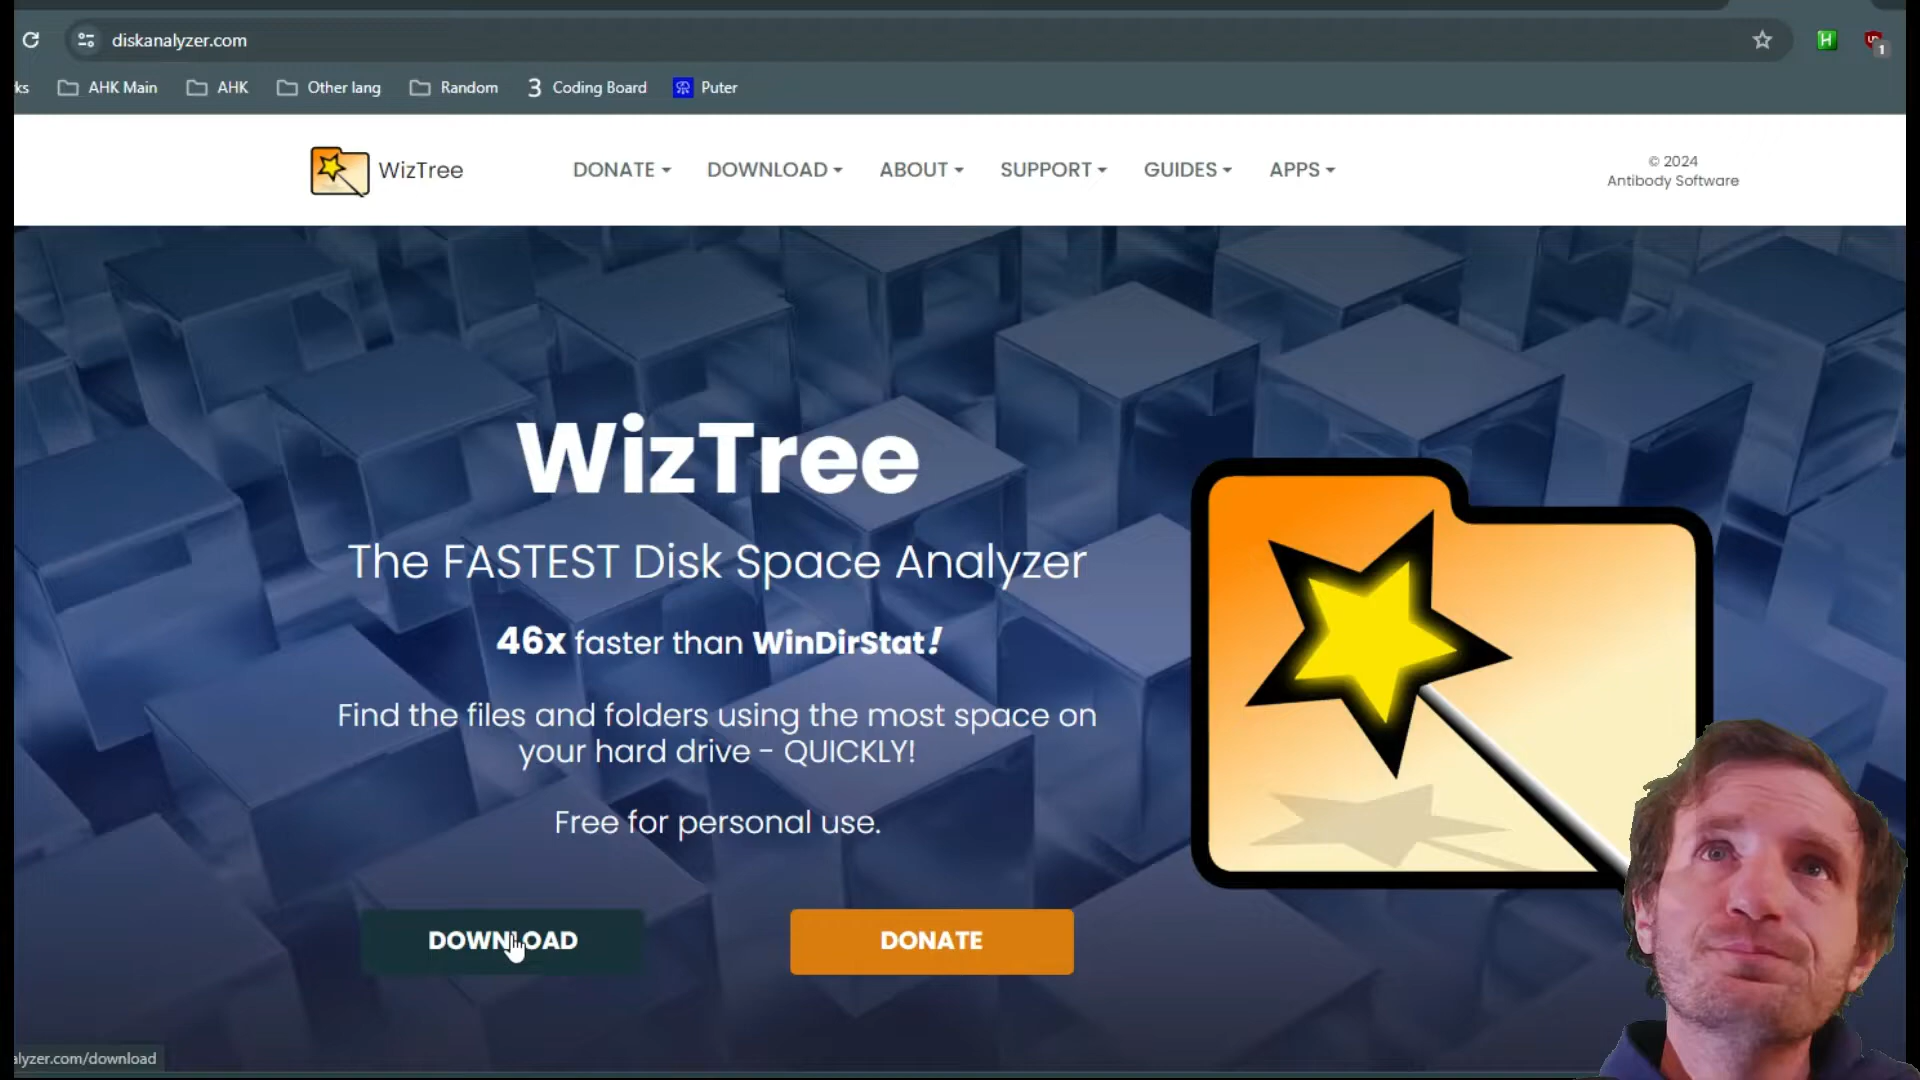 diskanalyzer.com
H
1
ks
AHK Main
AHK
Other lang
Random
3 Coding Board
Puter
WizTree
DONATE
DOWNLOAD
ABOUT
SUPPORT
GUIDES
APPS
© 2024
Antibody Software
WizTree
The FASTEST Disk Space Analyzer
46x faster than WinDirStat!
Find the files and folders using the most space on
your hard drive - QUICKLY!
Free for personal use.
DOWNLOAD
DONATE
alyzer.com/download